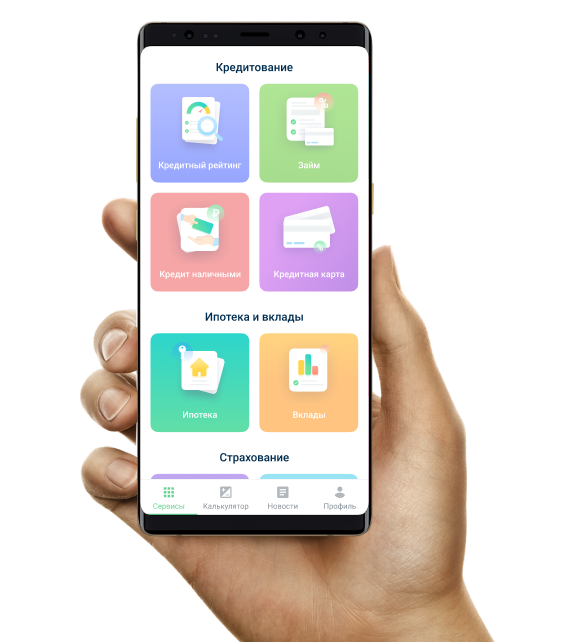 Кредитование
Кредитный рейтинг
Займ
Кредит наличными
Кредитная карта
Ипотека и вклады
Ипотека
Вклады
Страхование
Сервисы
Калькулятор
Новости
Профиль